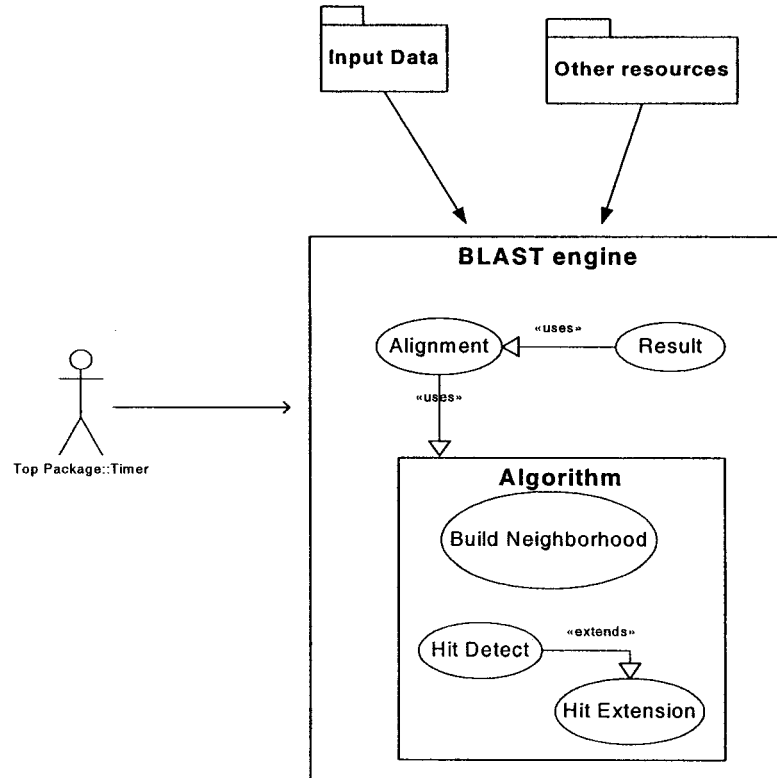 Input Data
Other resources
BLAST engine
«uses»
Alignment
Result
«uses»
Top Package::Timer
Algorithm
Build Neighborhood
«extends»
Hit Detect
Hit Extension